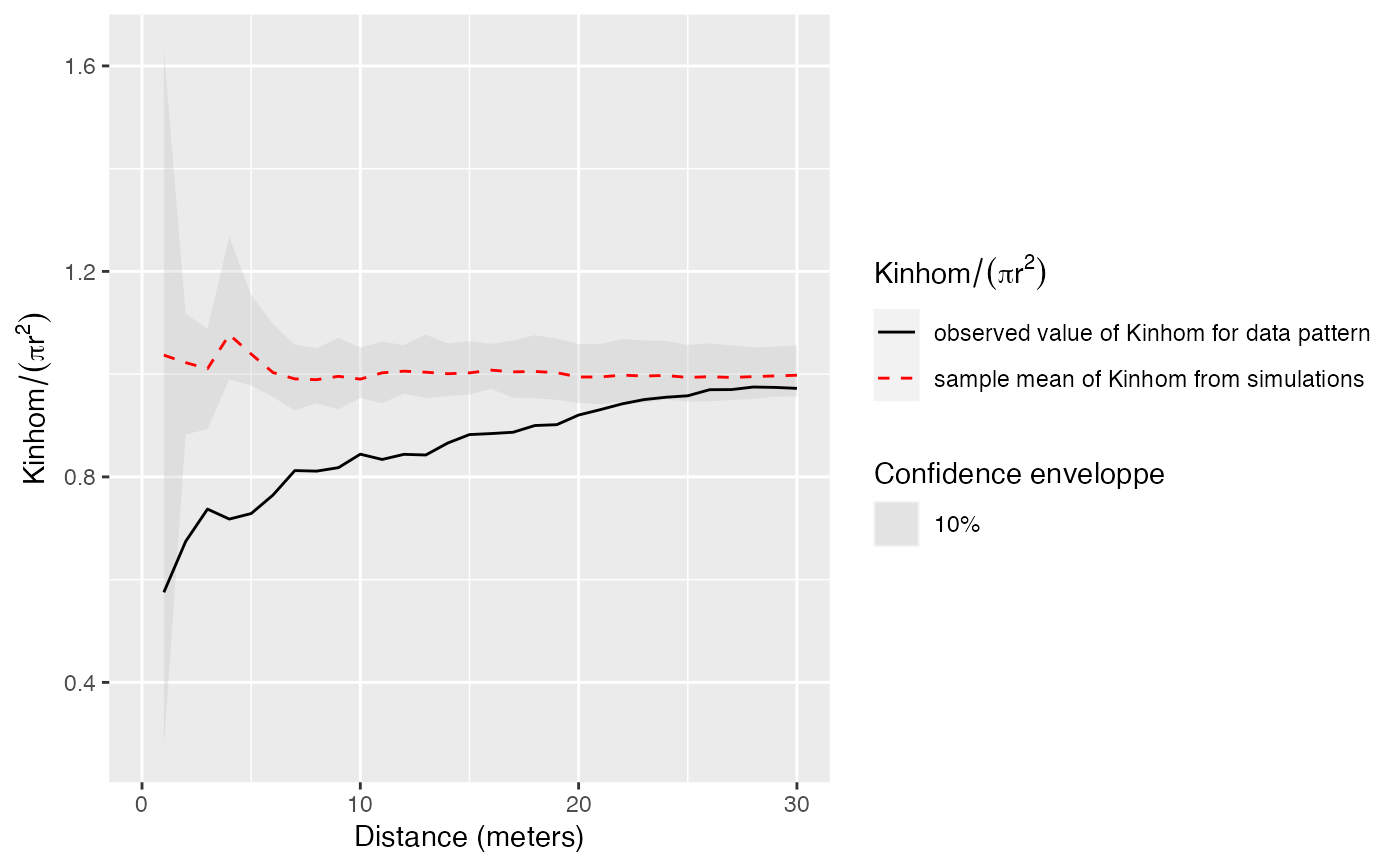 1.6
1.2
0.8
0.4
Kinhom/(πr²)
0
10
20
30
Distance (meters)
Kinhom/(πr²)
observed value of Kinhom for data pattern
sample mean of Kinhom from simulations
Confidence enveloppe
10%